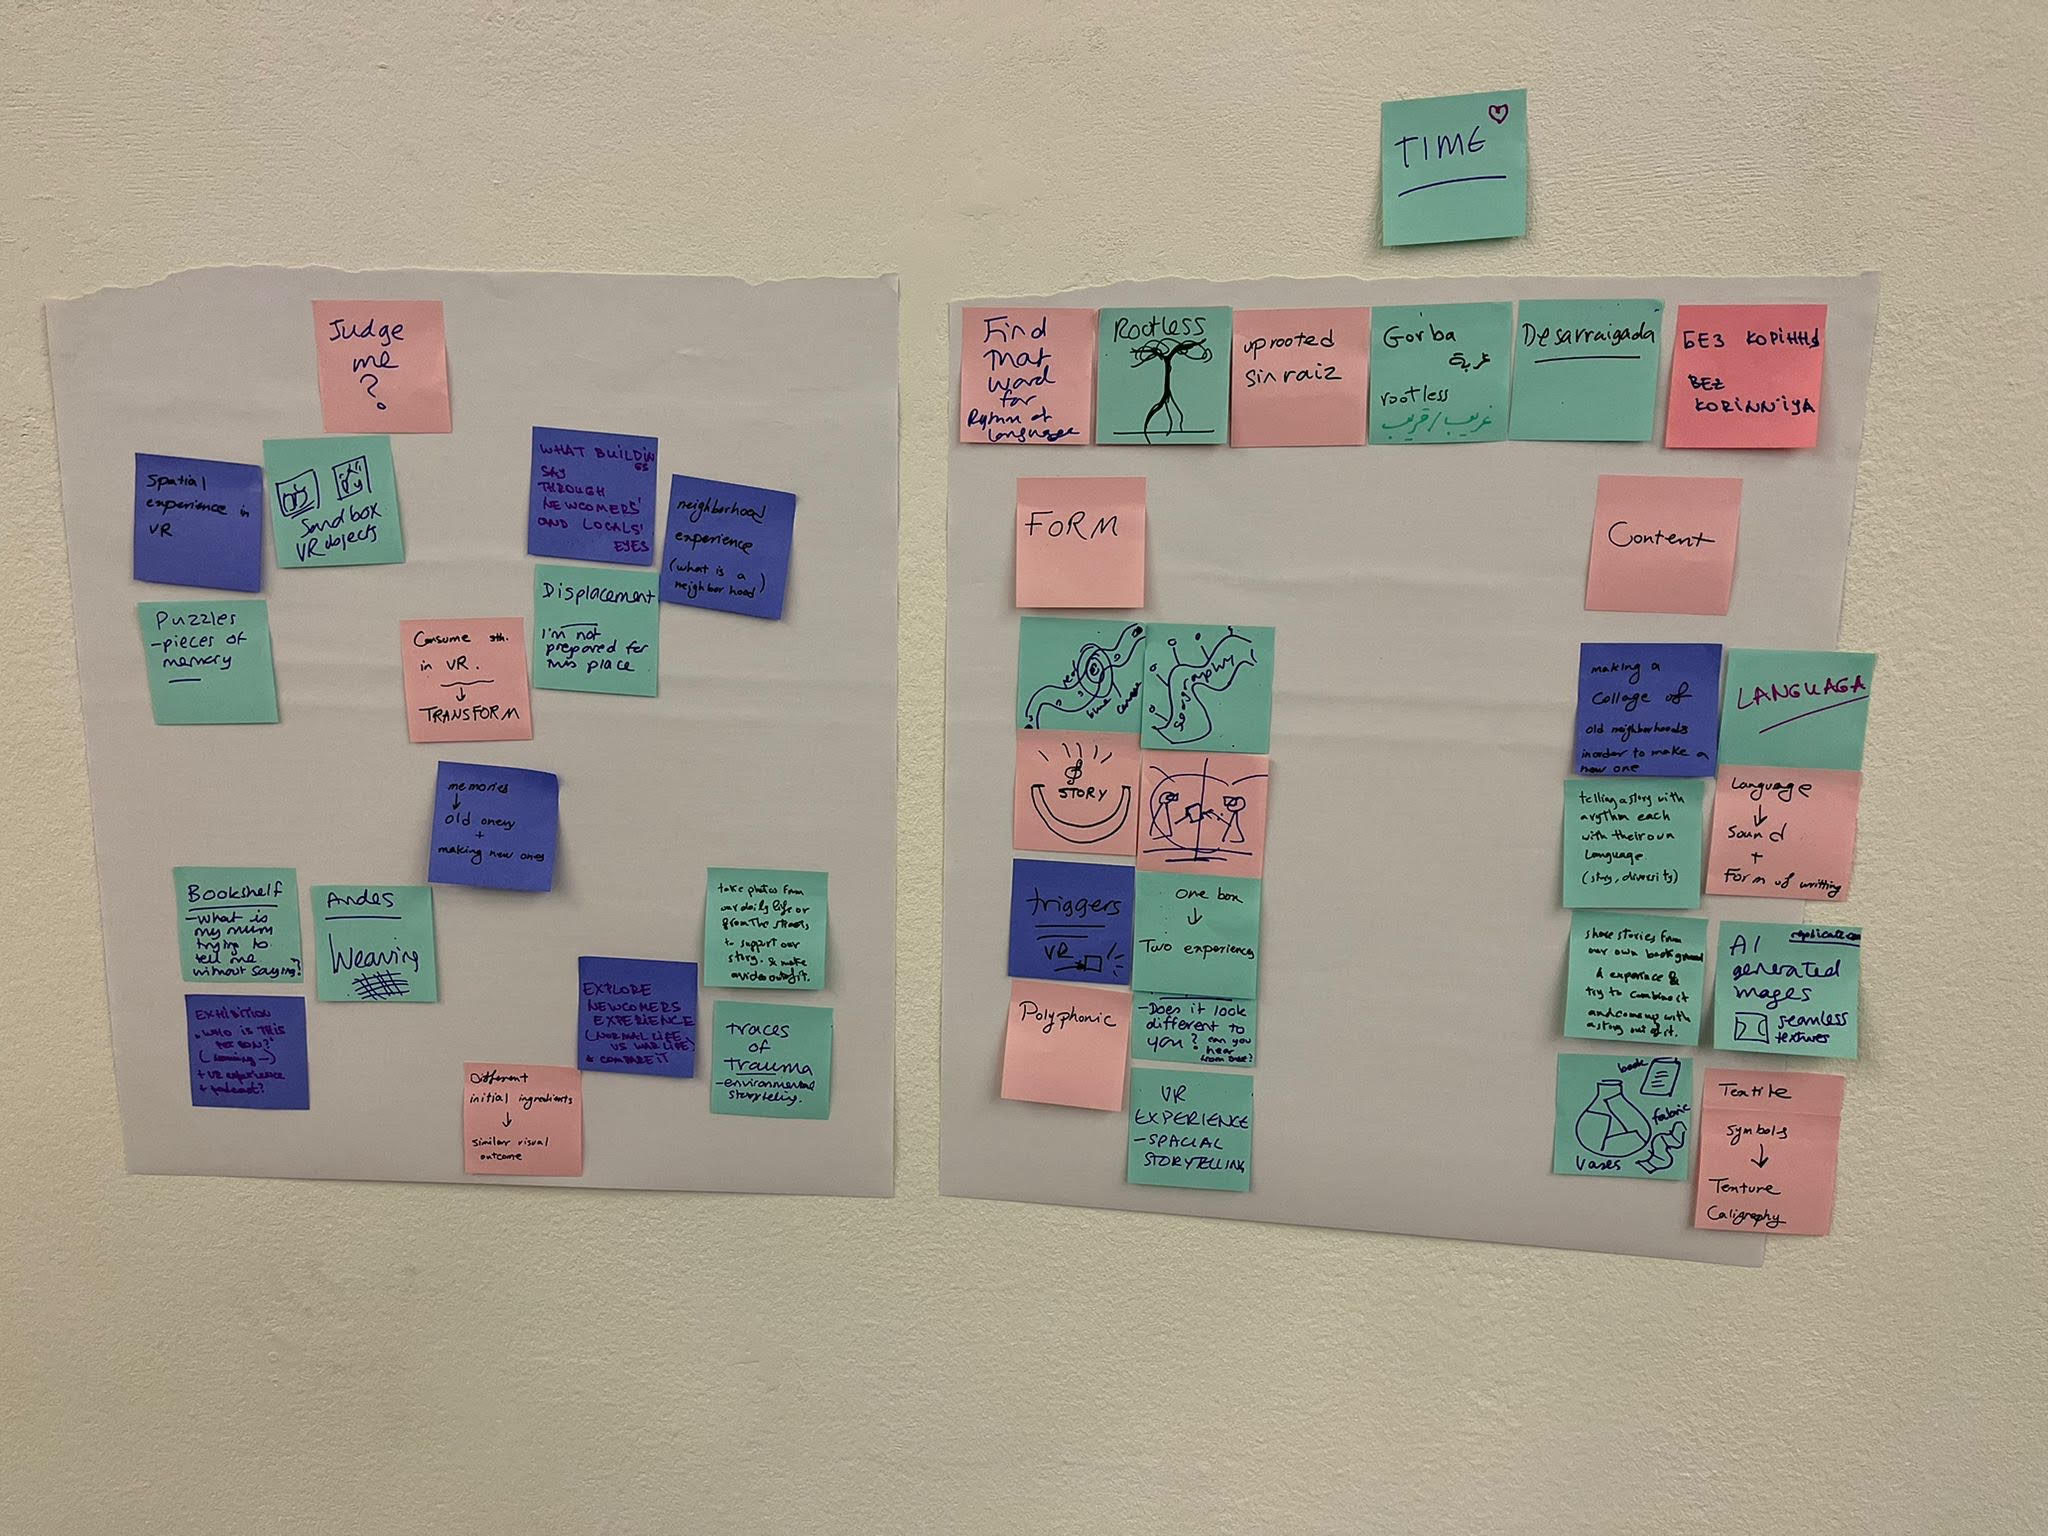 TIME
Judge
me
?
Spatial
experience in
VR
Sandbox
VR objects
WHAT BUILDINGS
SAY
THROUGH
NEWCOMERS'
AND LOCALS'
EYES
neighborhood
experience
(what is a
neighborhood)
Puzzles
-pieces of
memory
Consume sth.
in VR.
↓
TRANSFORM
Displacement
I'm not
prepared for
this place
memories
↓
old ones
+
making new ones
Bookshelf
-What is
my mum
trying to
tell me
without saying?
Andes
Weaving
take photos from
our daily life or
from the streets
to support our
story. & make
a video out of it.
EXHIBITION
"WHO IS THIS
PERSON?"
+ VR experience
+ podcast?
EXPLORE
NEWCOMERS
EXPERIENCE
(NORMAL LIFE
VS WAR LIFE)
& COMPARE IT
traces
of
trauma
-environmental
storytelling.
Different
initial ingredients
↓
similar visual
outcome
Find
that
word
for
Rythm of
language
Rootless
uprooted
sin raiz
Gorba
غربة
rootless
غريب/قريب
Desarraigada
БЕЗ КОРІННЯ
BEZ
KORINNIYA
FORM
Content
STORY
triggers
VR
one box
↓
Two experiences
Polyphonic
-Does it look
different to
you? can you
hear
VR
EXPERIENCE
-SPACIAL
STORYTELLING
making a
collage of
old neighborhoods
in order to make a
new one
LANGUAGA
telling a story with
a rythm each
with their own
language.
(story, diversity)
Language
↓
Sound
+
Form of writting
share stories from
our own background
& experience &
try to combine it
and come up with
a story out of it.
AI
generated
images
seamless
textures
book
fabric
Vases
Textile
Symbols
↓
Texture
Caligraphy